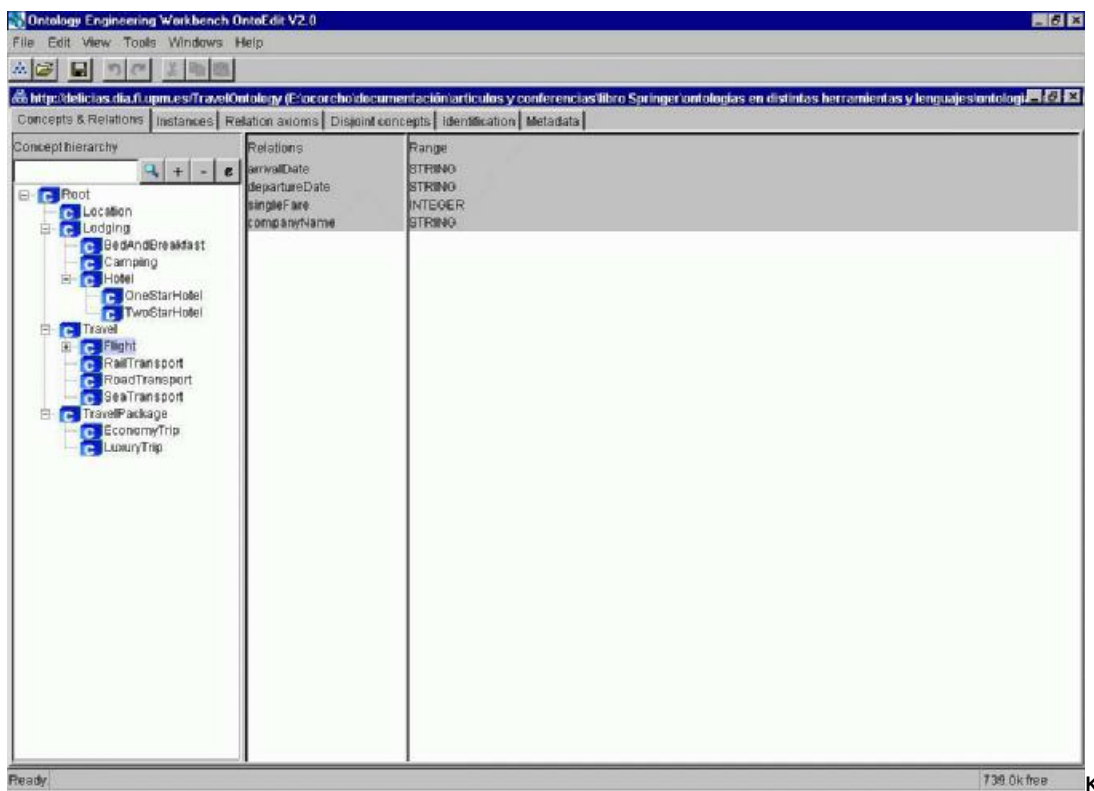 Ontology Engineering Workbench OntoEdit V2.0
File Edit View Tools Windows Help
http://delicias.dia.fi.upm.es/TravelOntology (E:\ocorcho\documentación\articulos y conferencias\libro Springer\ontologias en distintas herramientas y lenguajes\ontologi
Concepts & Relations Instances Relation axioms Disjoint concepts Identification Metadata
Concept hierarchy Relations Range
+ -
arrivalDate STRING
departureDate STRING
singleFare INTEGER
companyName STRING
Root
Location
Lodging
BedAndBreakfast
Camping
Hotel
OneStarHotel
TwoStarHotel
Travel
Flight
RailTransport
RoadTransport
SeaTransport
TravelPackage
EconomyTrip
LuxuryTrip
Ready 739.0k free